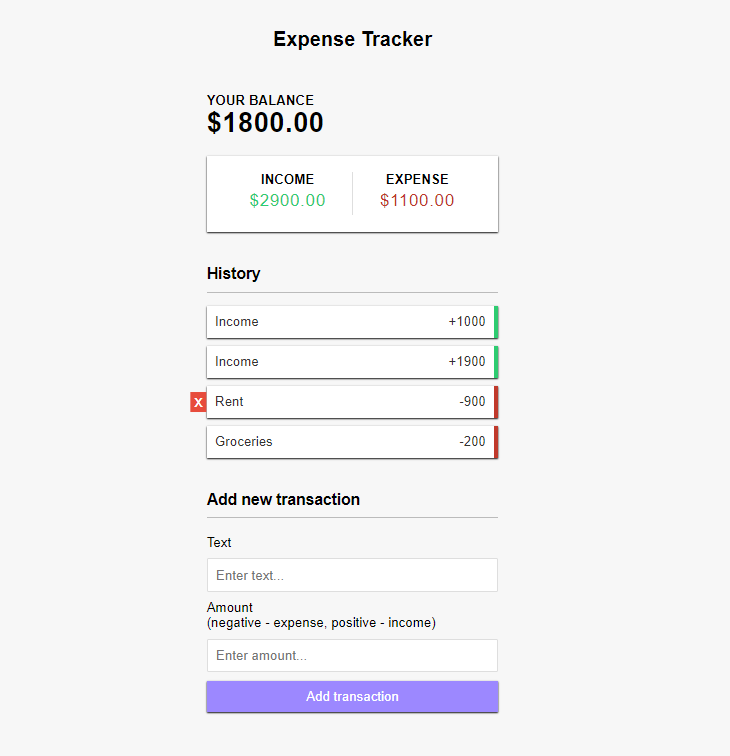 Expense Tracker
YOUR BALANCE
$1800.00
INCOME EXPENSE
$2900.00 $1100.00
History
Income +1000
Income +1900
X Rent -900
Groceries -200
Add new transaction
Text
Enter text...
Amount
(negative - expense, positive - income)
Enter amount...
Add transaction